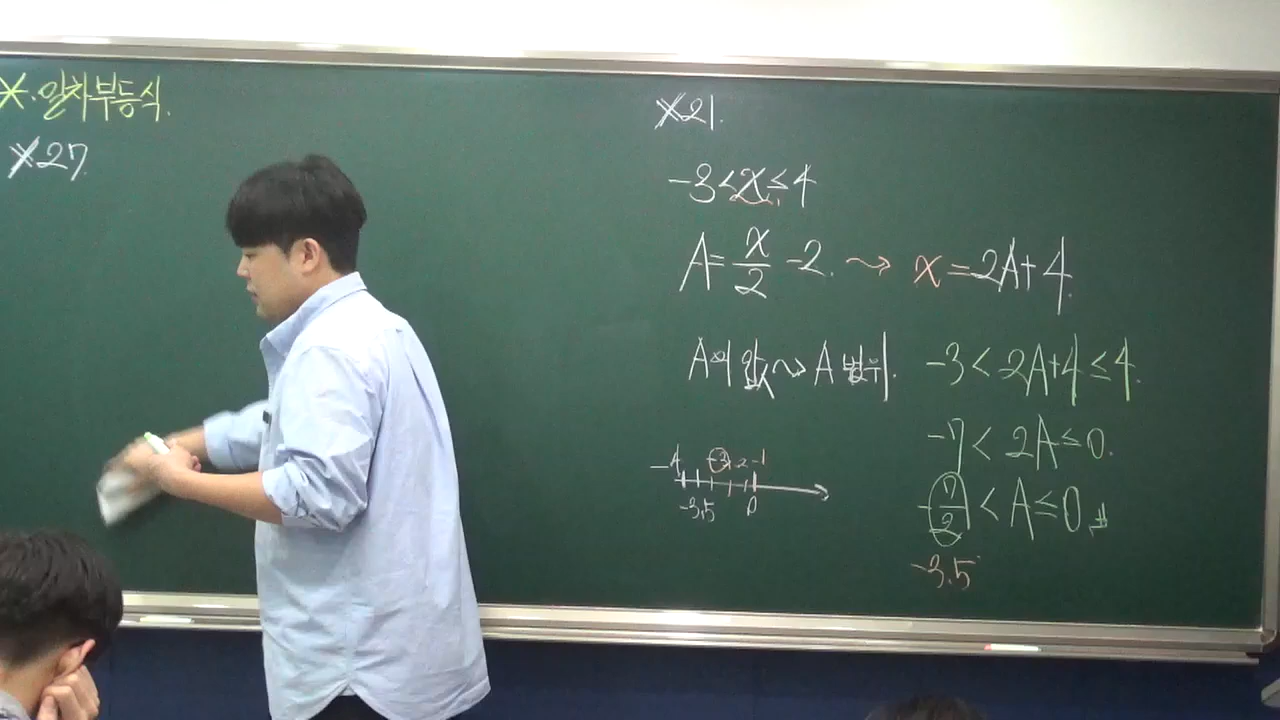 ※. 일차부등식.
※27.
※21.
-3<x≤4
A=x/2 -2. ⤳ x=2A+4.
A의 값 ⤳ A 범위.
-3<2A+4≤4.
-7<2A≤0.
-7/2<A≤0
-3.5
-4 -3 -2 -1
-3.5 0